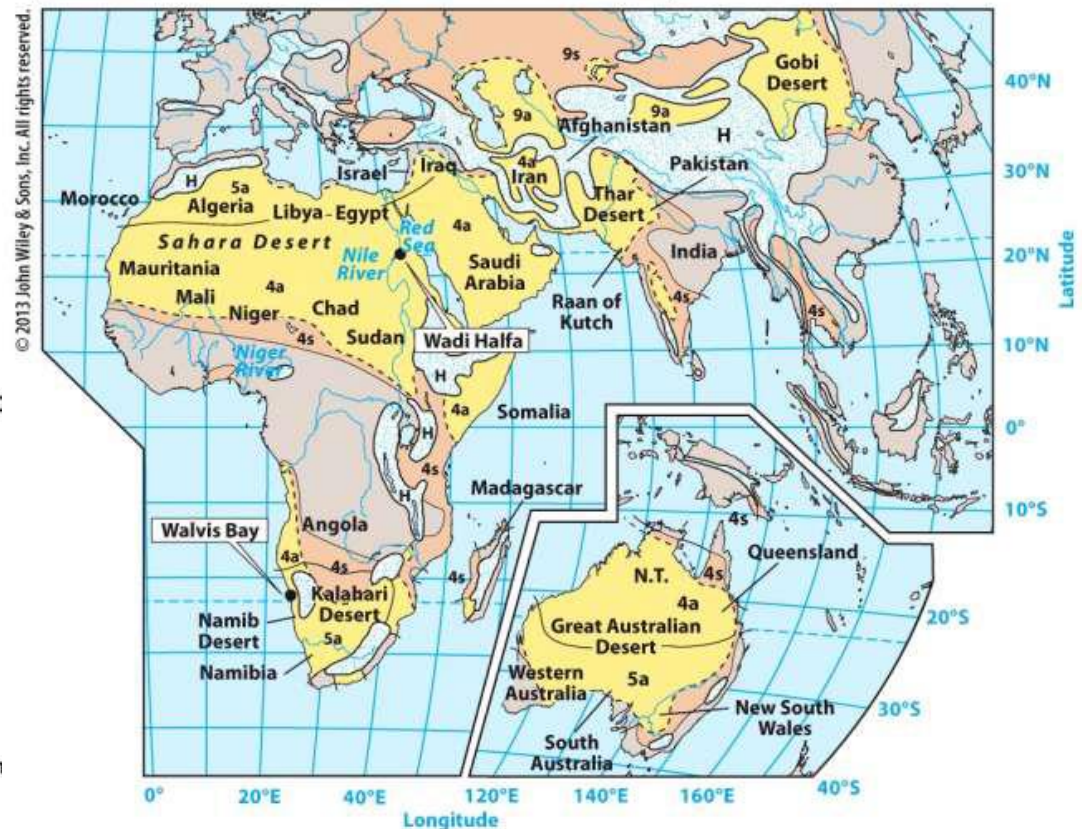 © 2013 John Wiley & Sons, Inc. All rights reserved.
9s
Gobi
Desert
40°N
9a
9a
Afghanistan
H
Iraq
4a
Iran
Pakistan
30°N
Israel
H
5a
Morocco
Algeria
Libya
Egypt
Thar
Desert
4a
Red
Sea
Sahara Desert
Nile
River
Saudi
Arabia
India
20°N
Latitude
Mauritania
4a
Mali
Niger
Chad
Raan of
Kutch
4s
4s
4s
Sudan
Wadi Halfa
10°N
Niger
River
H
4a
Somalia
0°
H
4s
H
Madagascar
10°S
Angola
Walvis Bay
4s
Queensland
4a
4s
4s
N.T.
4s
Kalahari
Desert
4a
20°S
Namib
Desert
5a
Great Australian
Desert
Namibia
Western
Australia
5a
30°S
New South
Wales
South
Australia
40°S
0°
20°E
40°E
120°E
140°E
160°E
Longitude